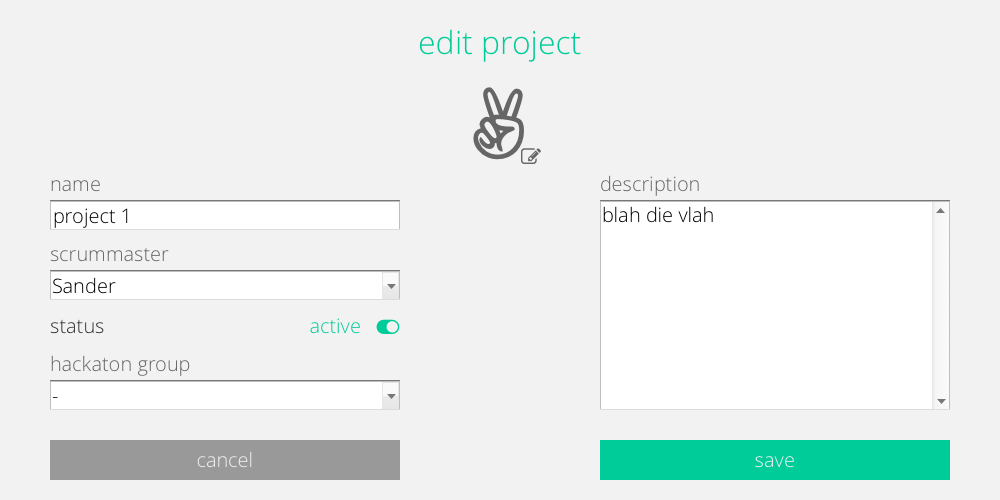 edit project
name
project 1
scrummaster
Sander
status
active
hackaton group
-
description
blah die vlah
cancel
save